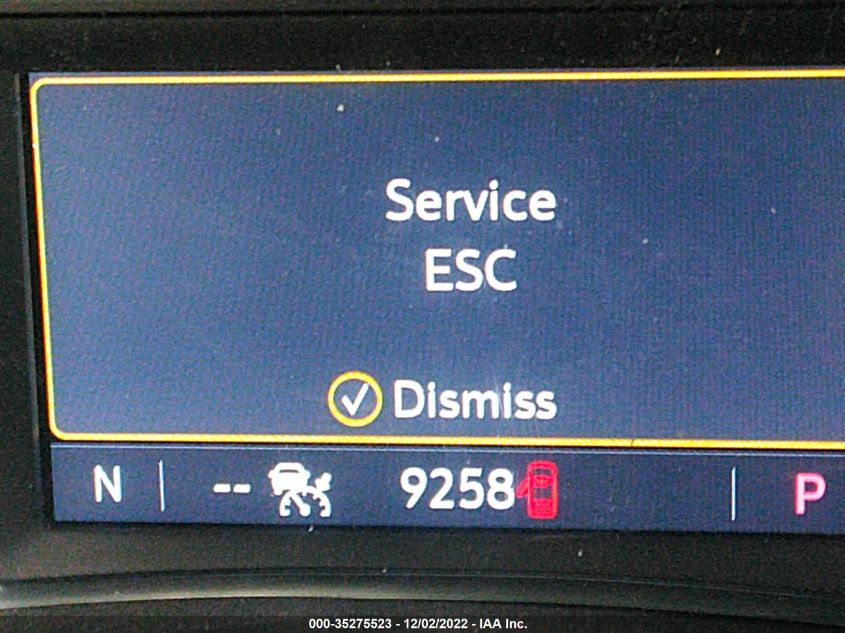 Service
ESC
Dismiss
N -- 9258 P
000-35275523 - 12/02/2022 - IAA Inc.